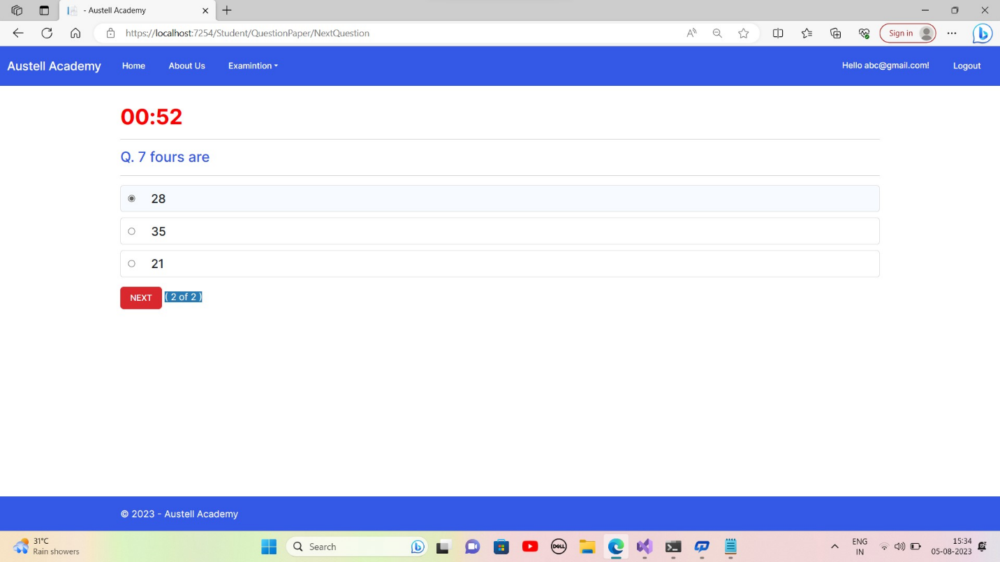 - Austell Academy
https://localhost:7254/Student/QuestionPaper/NextQuestion
Sign in
Austell Academy
Home
About Us
Examintion
Hello abc@gmail.com!
Logout
00:52
Q. 7 fours are
28
35
21
NEXT
( 2 of 2 )
© 2023 - Austell Academy
31°C
Rain showers
Search
DELL
ENG
IN
15:34
05-08-2023